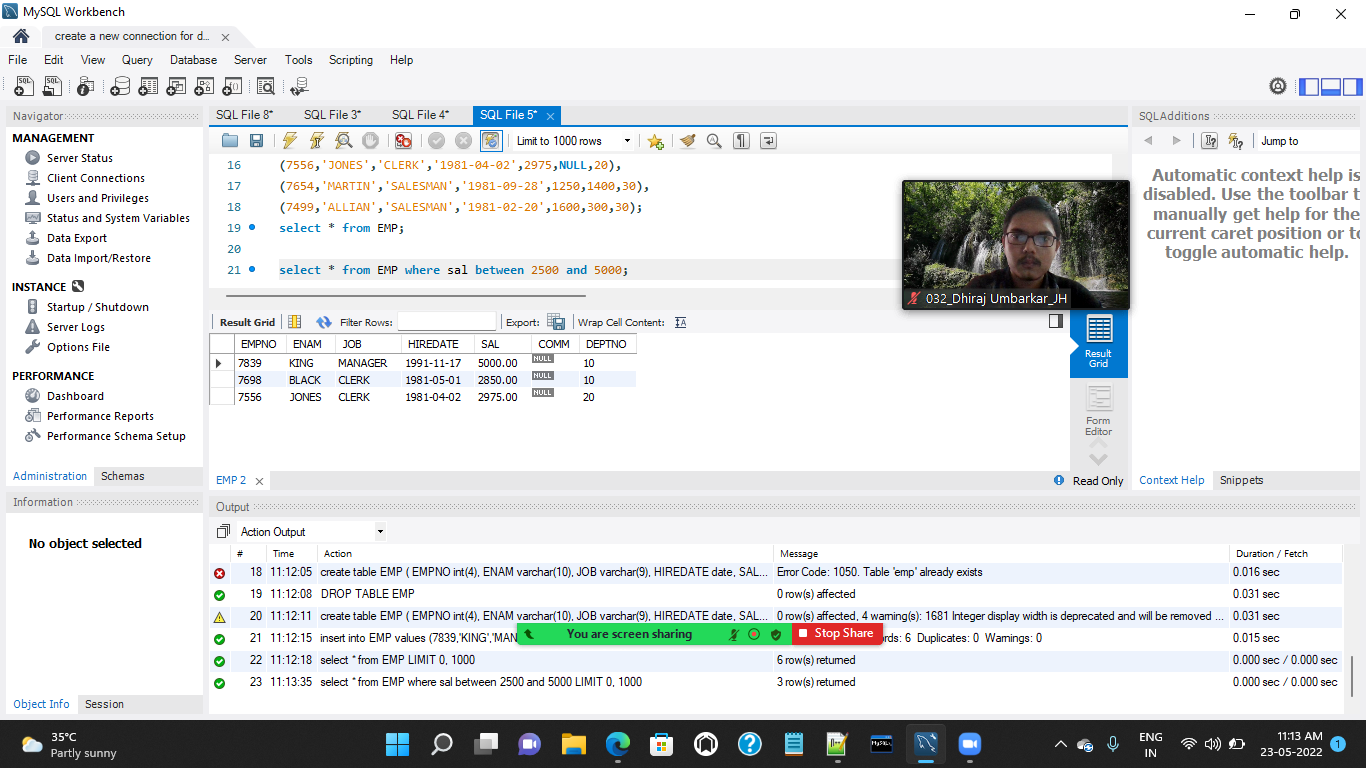 MySQL Workbench
create a new connection for d...
File Edit View Query Database Server Tools Scripting Help
Navigator
MANAGEMENT
Server Status
Client Connections
Users and Privileges
Status and System Variables
Data Export
Data Import/Restore
INSTANCE
Startup / Shutdown
Server Logs
Options File
PERFORMANCE
Dashboard
Performance Reports
Performance Schema Setup
Administration Schemas
Information
No object selected
Object Info Session
SQL File 8* SQL File 3* SQL File 4* SQL File 5*
Limit to 1000 rows
16 (7556,'JONES','CLERK','1981-04-02',2975,NULL,20),
17 (7654,'MARTIN','SALESMAN','1981-09-28',1250,1400,30),
18 (7499,'ALLIAN','SALESMAN','1981-02-20',1600,300,30);
19 select * from EMP;
20
21 select * from EMP where sal between 2500 and 5000;
032_Dhiraj Umbarkar_JH
Result Grid Filter Rows: Export: Wrap Cell Content:
EMPNO ENAM JOB HIREDATE SAL COMM DEPTNO
7839 KING MANAGER 1991-11-17 5000.00 NULL 10
7698 BLACK CLERK 1981-05-01 2850.00 NULL 10
7556 JONES CLERK 1981-04-02 2975.00 NULL 20
Result
Grid
Form
Editor
EMP 2
Read Only
SQLAdditions
Jump to
Automatic context help is
disabled. Use the toolbar t
manually get help for the
current caret position or to
toggle automatic help.
Context Help Snippets
Output
Action Output
# Time Action Message Duration / Fetch
18 11:12:05 create table EMP ( EMPNO int(4), ENAM varchar(10), JOB varchar(9), HIREDATE date, SAL... Error Code: 1050. Table 'emp' already exists 0.016 sec
19 11:12:08 DROP TABLE EMP 0 row(s) affected 0.031 sec
20 11:12:11 create table EMP ( EMPNO int(4), ENAM varchar(10), JOB varchar(9), HIREDATE date, SAL... 0 row(s) affected, 4 warning(s): 1681 Integer display width is deprecated and will be removed ... 0.031 sec
21 11:12:15 insert into EMP values (7839,'KING','MAN ords: 6 Duplicates: 0 Warnings: 0 0.015 sec
You are screen sharing Stop Share
22 11:12:18 select * from EMP LIMIT 0, 1000 6 row(s) returned 0.000 sec / 0.000 sec
23 11:13:35 select * from EMP where sal between 2500 and 5000 LIMIT 0, 1000 3 row(s) returned 0.000 sec / 0.000 sec
35°C
Partly sunny
ENG
IN
11:13 AM
23-05-2022
1